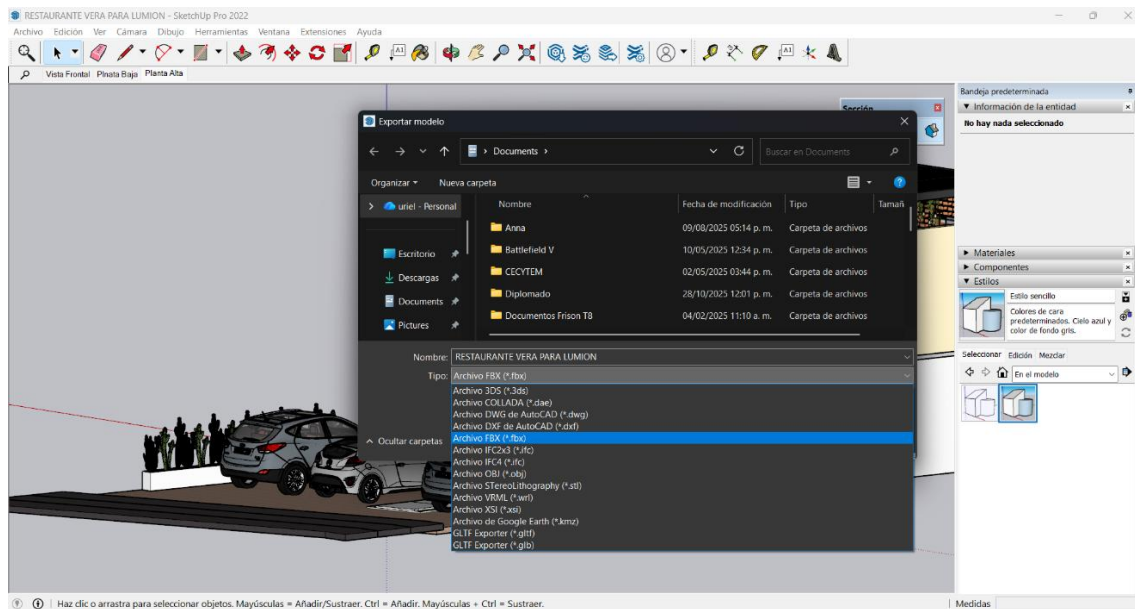 RESTAURANTE VERA PARA LUMION - SketchUp Pro 2022
Archivo Edición Ver Cámara Dibujo Herramientas Ventana Extensiones Ayuda
Vista Frontal Plnata Baja Planta Alta
Bandeja predeterminada
Sección
Información de la entidad
No hay nada seleccionado
Exportar modelo
Documents
Buscar en Documents
Organizar Nueva carpeta
uriel - Personal
Nombre Fecha de modificación Tipo Tamañ
Anna 09/08/2025 05:14 p. m. Carpeta de archivos
Escritorio
Battlefield V 10/05/2025 12:34 p. m. Carpeta de archivos
Descargas
CECYTEM 02/05/2025 03:44 p. m. Carpeta de archivos
Documents
Diplomado 28/10/2025 12:01 p. m. Carpeta de archivos
Pictures
Documentos Frison T8 04/02/2025 11:10 a. m. Carpeta de archivos
Materiales
Componentes
Estilos
Estilo sencillo
Colores de cara
predeterminados. Cielo azul y
color de fondo gris.
Seleccionar Edición Mezclar
En el modelo
Nombre: RESTAURANTE VERA PARA LUMION
Tipo: Archivo FBX (*.fbx)
Archivo 3DS (*.3ds)
Archivo COLLADA (*.dae)
Archivo DWG de AutoCAD (*.dwg)
Archivo DXF de AutoCAD (*.dxf)
Archivo FBX (*.fbx)
Archivo IFC2x3 (*.ifc)
Archivo IFC4 (*.ifc)
Archivo OBJ (*.obj)
Archivo STereoLithography (*.stl)
Archivo VRML (*.wrl)
Archivo XSI (*.xsi)
Archivo de Google Earth (*.kmz)
GLTF Exporter (*.gltf)
GLTF Exporter (*.glb)
Ocultar carpetas
Haz clic o arrastra para seleccionar objetos. Mayúsculas = Añadir/Sustraer. Ctrl = Añadir. Mayúsculas + Ctrl = Sustraer.
Medidas